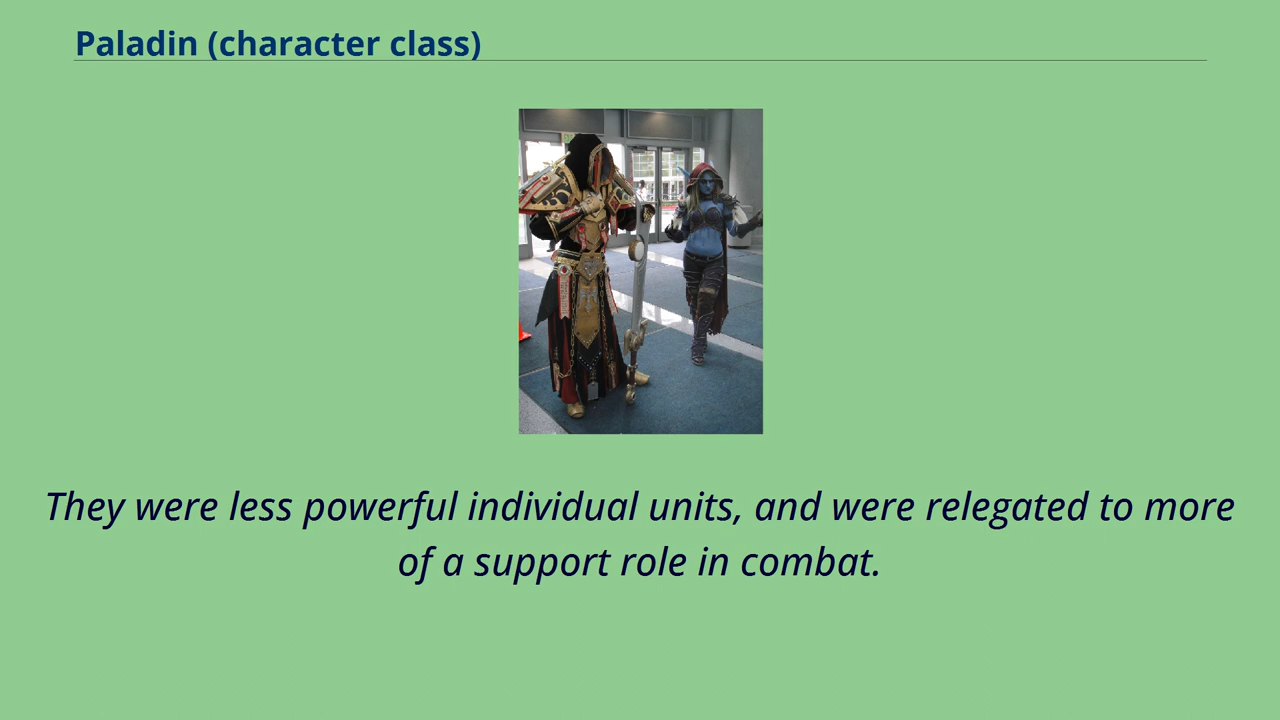 Paladin (character class)
They were less powerful individual units, and were relegated to more
of a support role in combat.